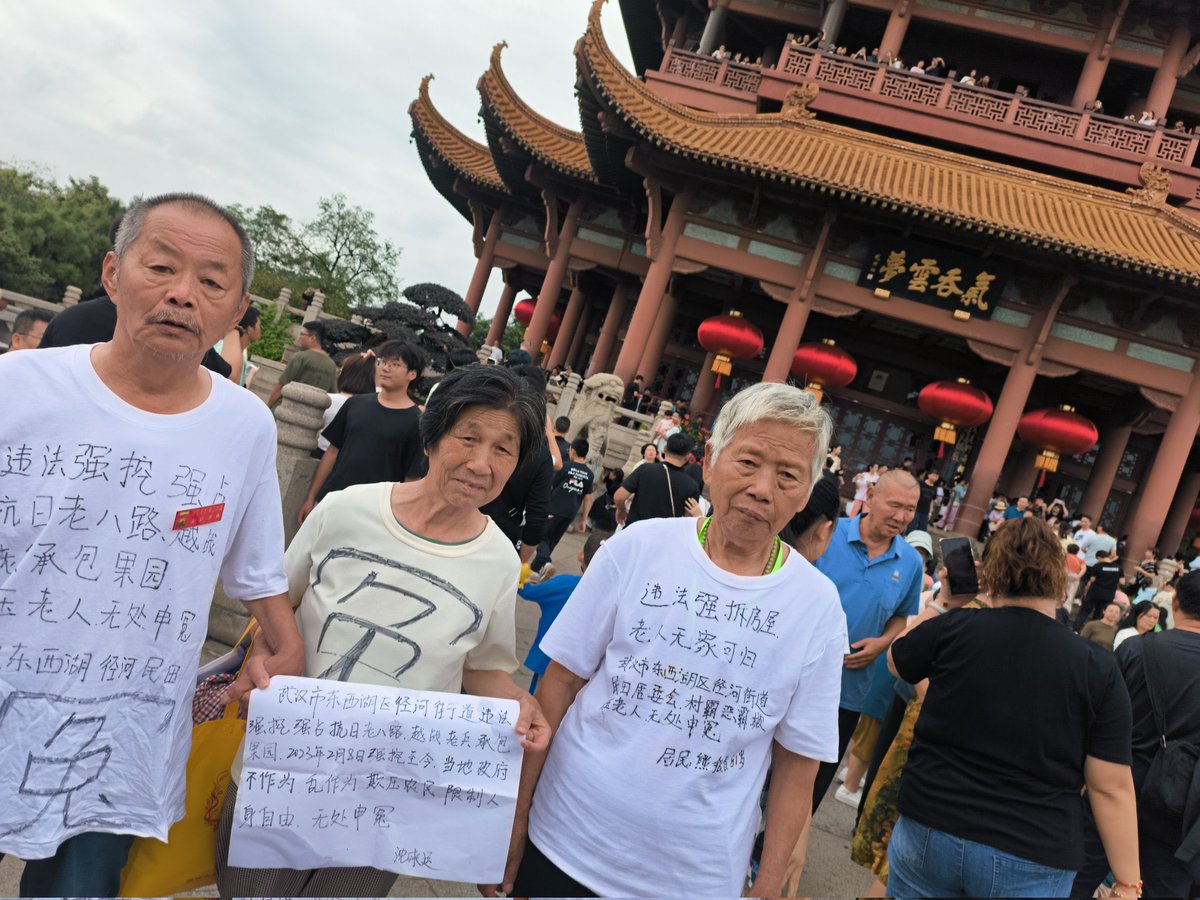 氣吞雲夢
违法强挖 强占
抗日老八路.越战
承包果园.
压老人.无处申冤
东西湖径河民田
冤
冤
武汉市东西湖区径河街道违法
强挖强占抗日老八路.越战老兵承包
果园.2023年2月8日强挖至今.当地政府
不作为 乱作为 欺压农民 限制人
身自由.无处申冤
违法强拆房屋.
老人无家可归
武汉市东西湖区径河街道
田居委会.村霸恶霸欺
压老人.无处申冤
居民.熊